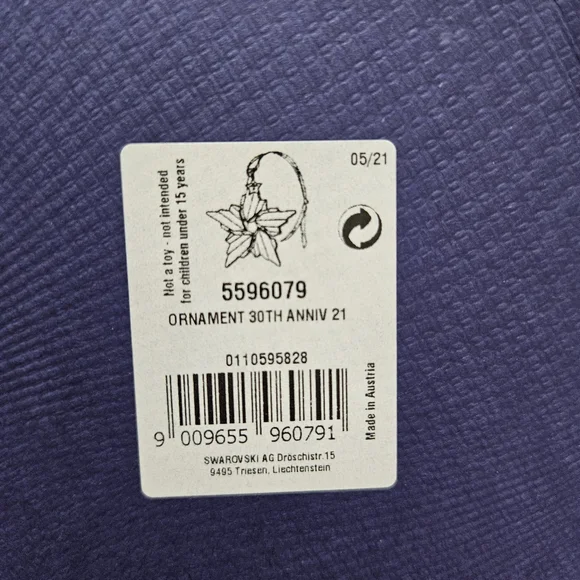 05/21
Not a toy - not intended
for children under 15 years
5596079
ORNAMENT 30TH ANNIV 21
0110595828
9 009655 960791
Made in Austria
SWAROVSKI AG Dröschistr.15
9495 Triesen, Liechtenstein